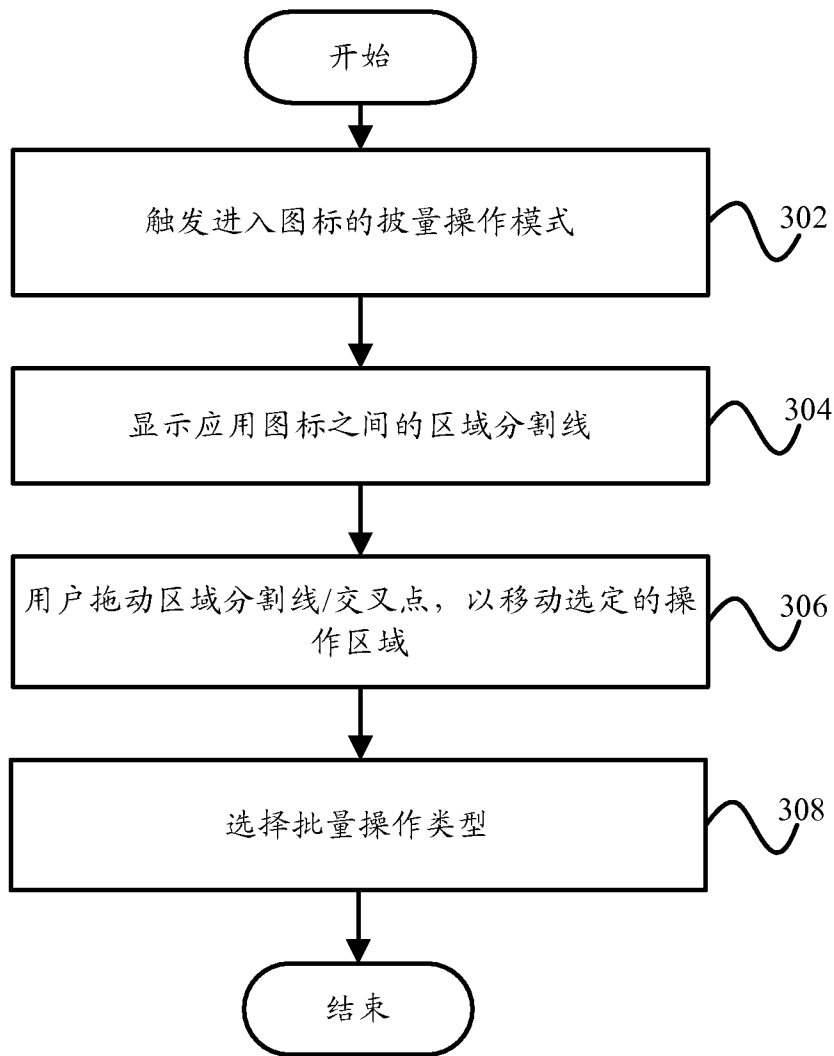 开始
触发进入图标的披量操作模式
302
显示应用图标之间的区域分割线
304
用户拖动区域分割线/交叉点，以移动选定的操
作区域
306
选择批量操作类型
308
结束